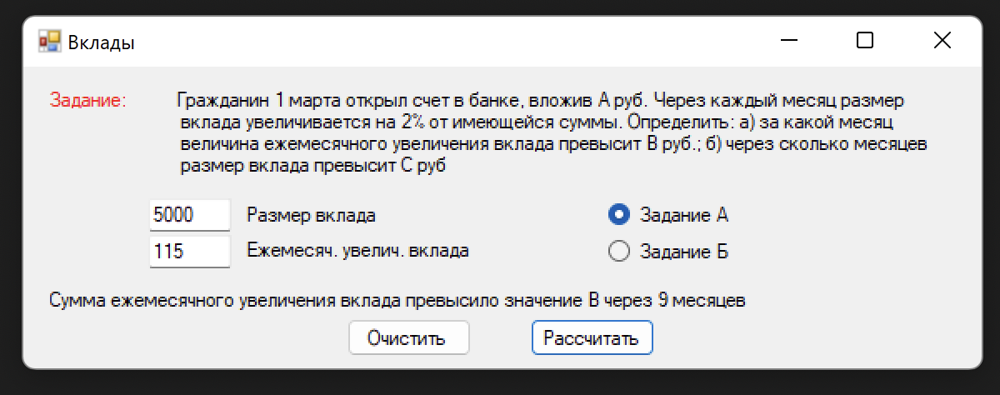 Вклады
Задание: Гражданин 1 марта открыл счет в банке, вложив А руб. Через каждый месяц размер
вклада увеличивается на 2% от имеющейся суммы. Определить: а) за какой месяц
величина ежемесячного увеличения вклада превысит В руб.; б) через сколько месяцев
размер вклада превысит С руб
5000 Размер вклада Задание А
115 Ежемесяч. увелич. вклада Задание Б
Сумма ежемесячного увеличения вклада превысило значение В через 9 месяцев
Очистить Рассчитать